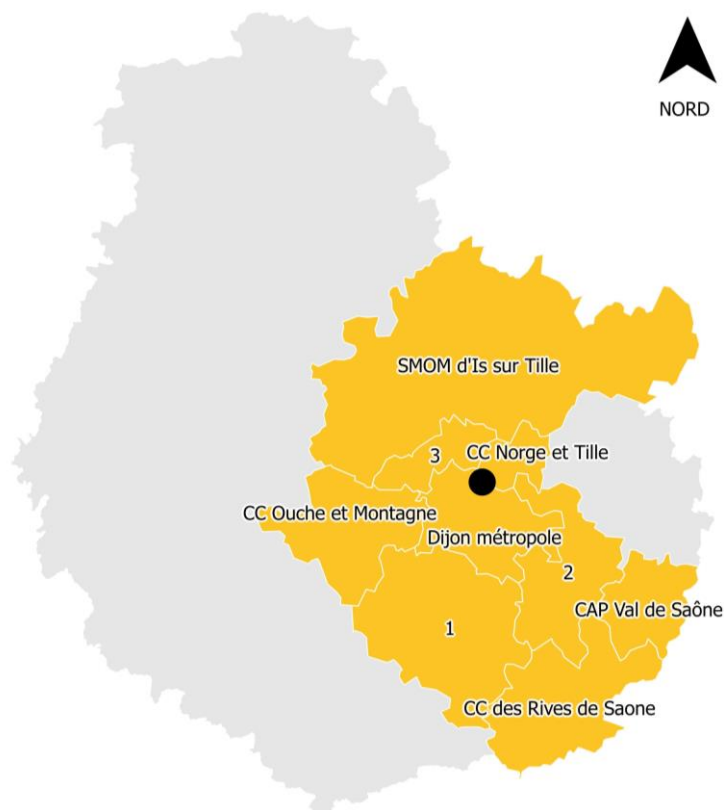 NORD
SMOM d'Is sur Tille
3
CC Norge et Tille
CC Ouche et Montagne
Dijon métropole
2
CAP Val de Saône
1
CC des Rives de Saone